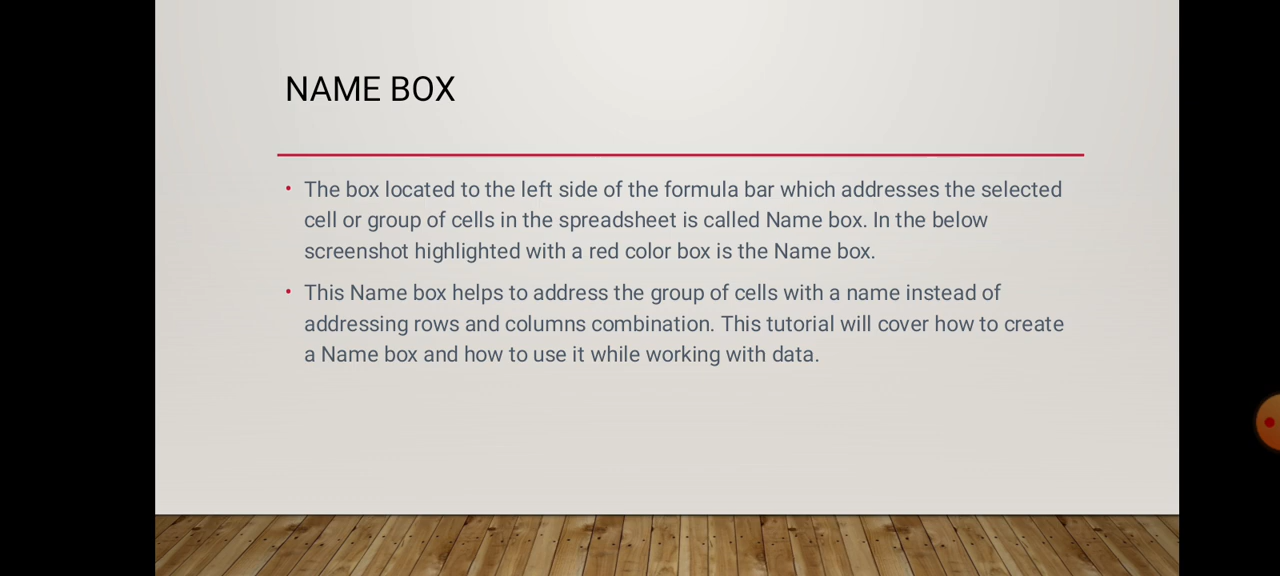 NAME BOX
• The box located to the left side of the formula bar which addresses the selected
cell or group of cells in the spreadsheet is called Name box. In the below
screenshot highlighted with a red color box is the Name box.
• This Name box helps to address the group of cells with a name instead of
addressing rows and columns combination. This tutorial will cover how to create
a Name box and how to use it while working with data.